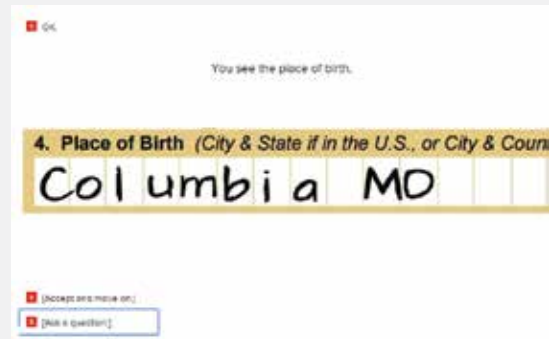 OK
You see the place of birth.
4. Place of Birth (City & State if in the U.S., or City & Coun
Columbia MD
[Accept and move on.]
[Ask a question.]